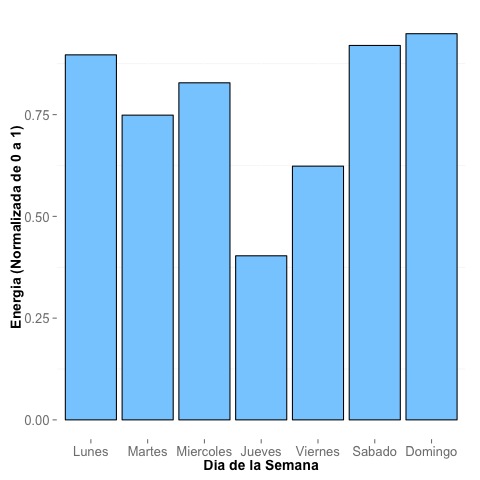 Energia (Normalizada de 0 a 1)
0.75
0.50
0.25
0.00
Lunes Martes Miercoles Jueves Viernes Sabado Domingo
Dia de la Semana